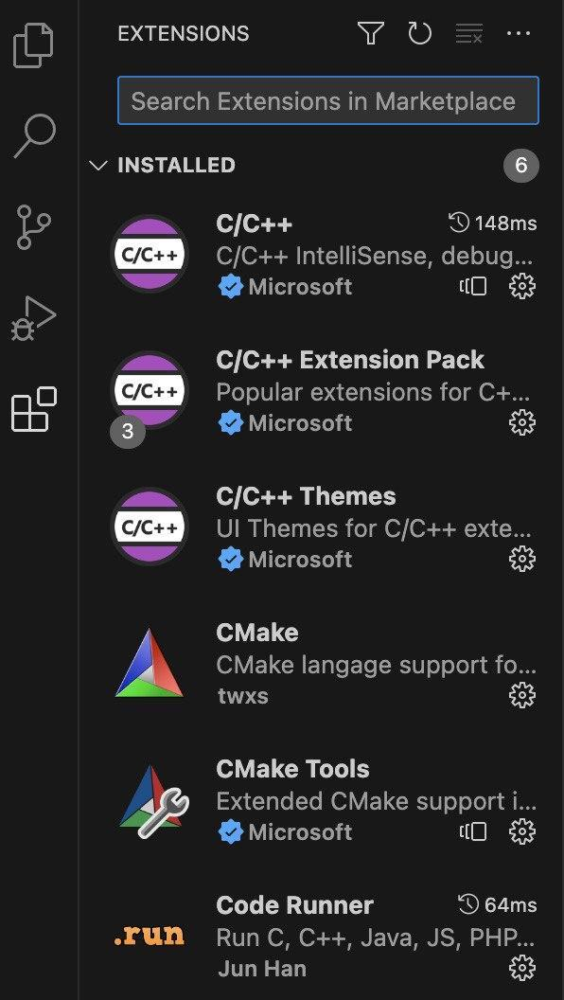 EXTENSIONS
Search Extensions in Marketplace
INSTALLED 6
C/C++
C/C++ 148ms
C/C++ IntelliSense, debug...
Microsoft
C/C++
3
C/C++ Extension Pack
Popular extensions for C+...
Microsoft
C/C++
C/C++ Themes
UI Themes for C/C++ exte...
Microsoft
CMake
CMake langage support fo...
twxs
CMake Tools
Extended CMake support i...
Microsoft
.run
Code Runner 64ms
Run C, C++, Java, JS, PHP...
Jun Han